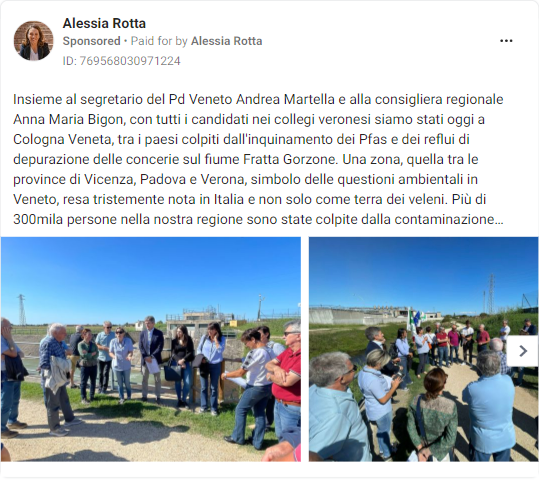 Alessia Rotta
Sponsored • Paid for by Alessia Rotta
ID: 769568030971224
Insieme al segretario del Pd Veneto Andrea Martella e alla consigliera regionale
Anna Maria Bigon, con tutti i candidati nei collegi veronesi siamo stati oggi a
Cologna Veneta, tra i paesi colpiti dall'inquinamento dei Pfas e dei reflui di
depurazione delle concerie sul fiume Fratta Gorzone. Una zona, quella tra le
province di Vicenza, Padova e Verona, simbolo delle questioni ambientali in
Veneto, resa tristemente nota in Italia e non solo come terra dei veleni. Più di
300mila persone nella nostra regione sono state colpite dalla contaminazione...